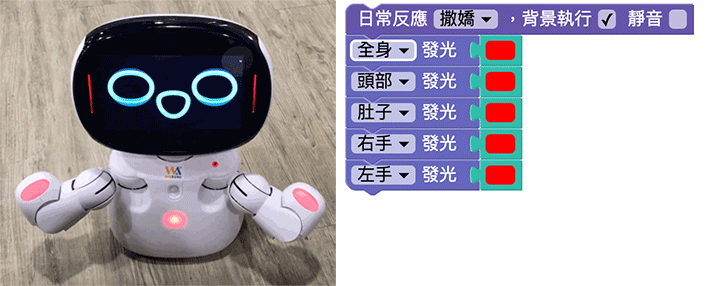 WA
日常反應 撒嬌 ，背景執行 靜音
全身 發光
頭部 發光
肚子 發光
右手 發光
左手 發光